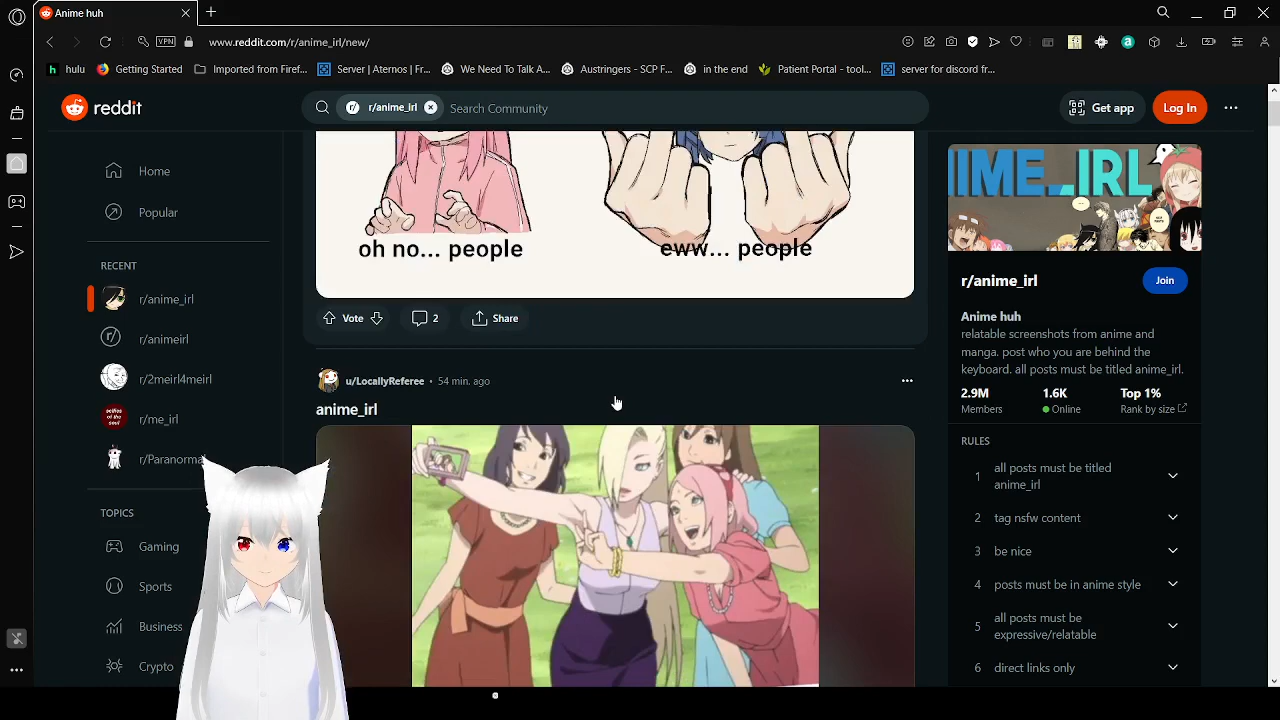 Anime huh
VPN
www.reddit.com/r/anime_irl/new/
hulu
Getting Started
Imported from Firef...
Server | Aternos | Fr...
We Need To Talk A...
Austringers - SCP F...
in the end
Patient Portal - tool...
server for discord fr...
reddit
r/anime_irl
Search Community
Get app
Log In
Home
Popular
RECENT
r/anime_irl
r/animeirl
r/2meirl4meirl
r/me_irl
r/Paranorma
TOPICS
Gaming
Sports
Business
Crypto
oh no... people
eww... people
Vote
2
Share
u/LocallyReferee • 54 min. ago
anime_irl
NIME_IRL
r/anime_irl
Join
Anime huh
relatable screenshots from anime and
manga. post who you are behind the
keyboard. all posts must be titled anime_irl.
2.9M
Members
1.6K
Online
Top 1%
Rank by size
RULES
1
all posts must be titled
anime_irl
2
tag nsfw content
3
be nice
4
posts must be in anime style
5
all posts must be
expressive/relatable
6
direct links only